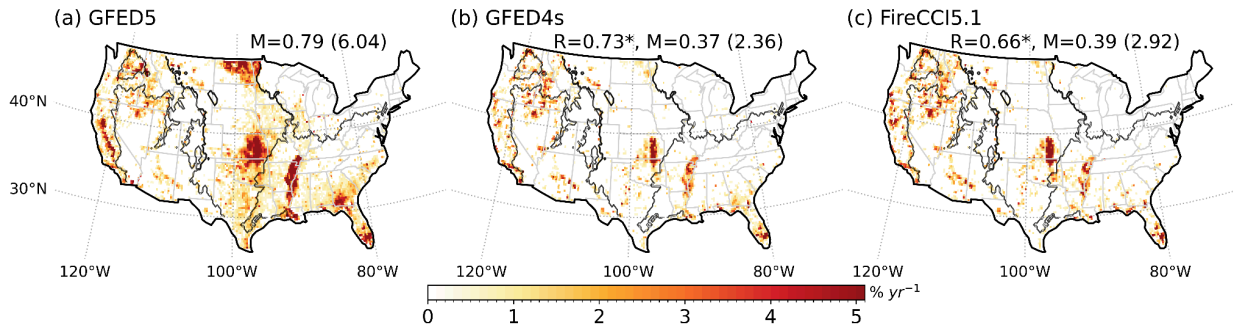 (a) GFED5
M=0.79 (6.04)
(b) GFED4s
R=0.73*, M=0.37 (2.36)
(c) FireCCI5.1
R=0.66*, M=0.39 (2.92)
40°N
30°N
120°W 100°W 80°W
120°W 100°W 80°W
120°W 100°W 80°W
0 1 2 3 4 5
% yr⁻¹